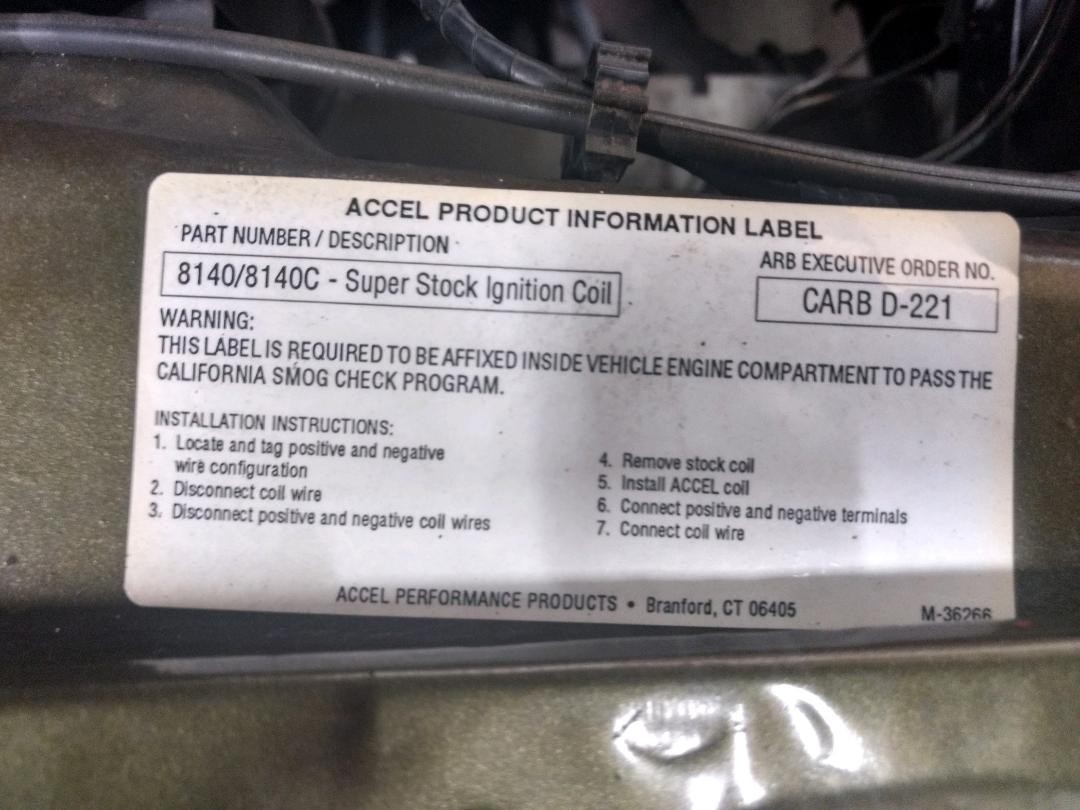 ACCEL PRODUCT INFORMATION LABEL
PART NUMBER / DESCRIPTION
8140/8140C - Super Stock Ignition Coil
ARB EXECUTIVE ORDER NO.
CARB D-221
WARNING:
THIS LABEL IS REQUIRED TO BE AFFIXED INSIDE VEHICLE ENGINE COMPARTMENT TO PASS THE
CALIFORNIA SMOG CHECK PROGRAM.
INSTALLATION INSTRUCTIONS:
1. Locate and tag positive and negative
wire configuration
2. Disconnect coil wire
3. Disconnect positive and negative coil wires
4. Remove stock coil
5. Install ACCEL coil
6. Connect positive and negative terminals
7. Connect coil wire
ACCEL PERFORMANCE PRODUCTS • Branford, CT 06405
M-36266